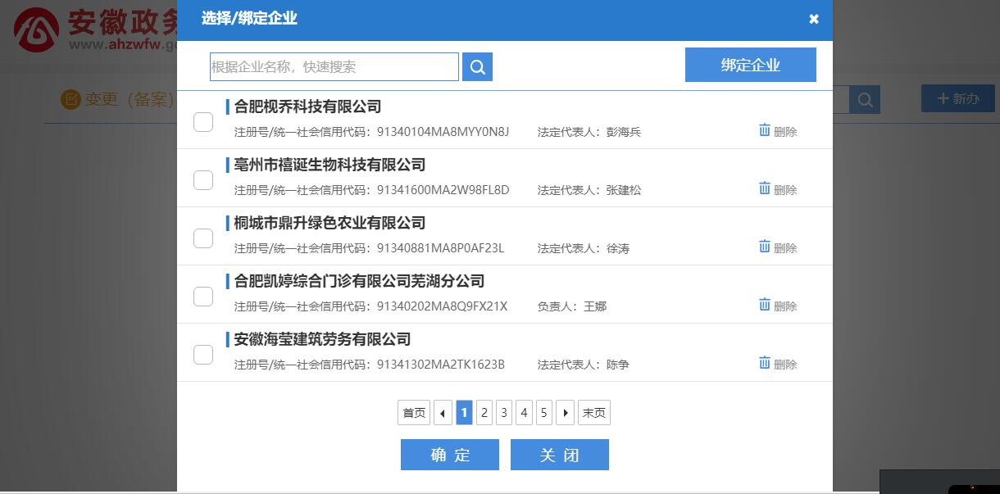 安徽政务
www.ahzwfw.go
选择/绑定企业
根据企业名称，快速搜索
绑定企业
变更（备案）
新办
合肥枧乔科技有限公司
注册号/统一社会信用代码：91340104MA8MYY0N8J 法定代表人：彭海兵 删除
亳州市禧诞生物科技有限公司
注册号/统一社会信用代码：91341600MA2W98FL8D 法定代表人：张建松 删除
桐城市鼎升绿色农业有限公司
注册号/统一社会信用代码：91340881MA8P0AF23L 法定代表人：徐涛 删除
合肥凯婷综合门诊有限公司芜湖分公司
注册号/统一社会信用代码：91340202MA8Q9FX21X 负责人：王娜 删除
安徽海莹建筑劳务有限公司
注册号/统一社会信用代码：91341302MA2TK1623B 法定代表人：陈争 删除
首页 1 2 3 4 5 末页
确 定 关 闭